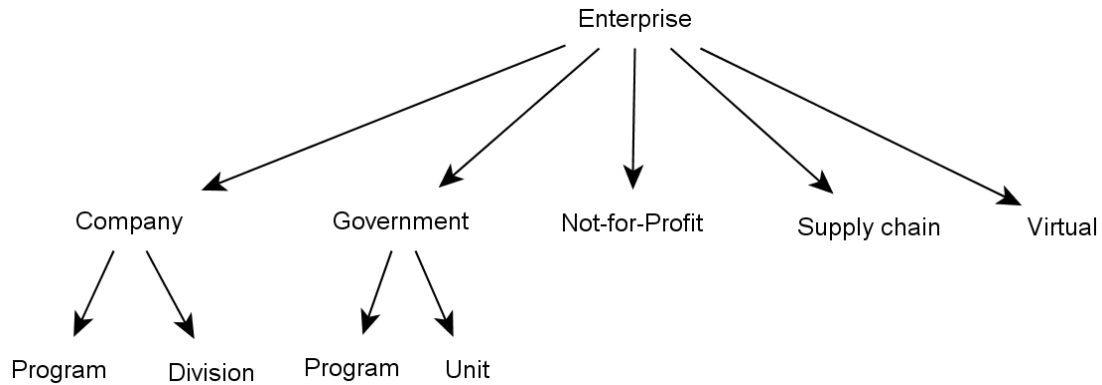 Enterprise
Company
Government
Not-for-Profit
Supply chain
Virtual
Program
Division
Program
Unit